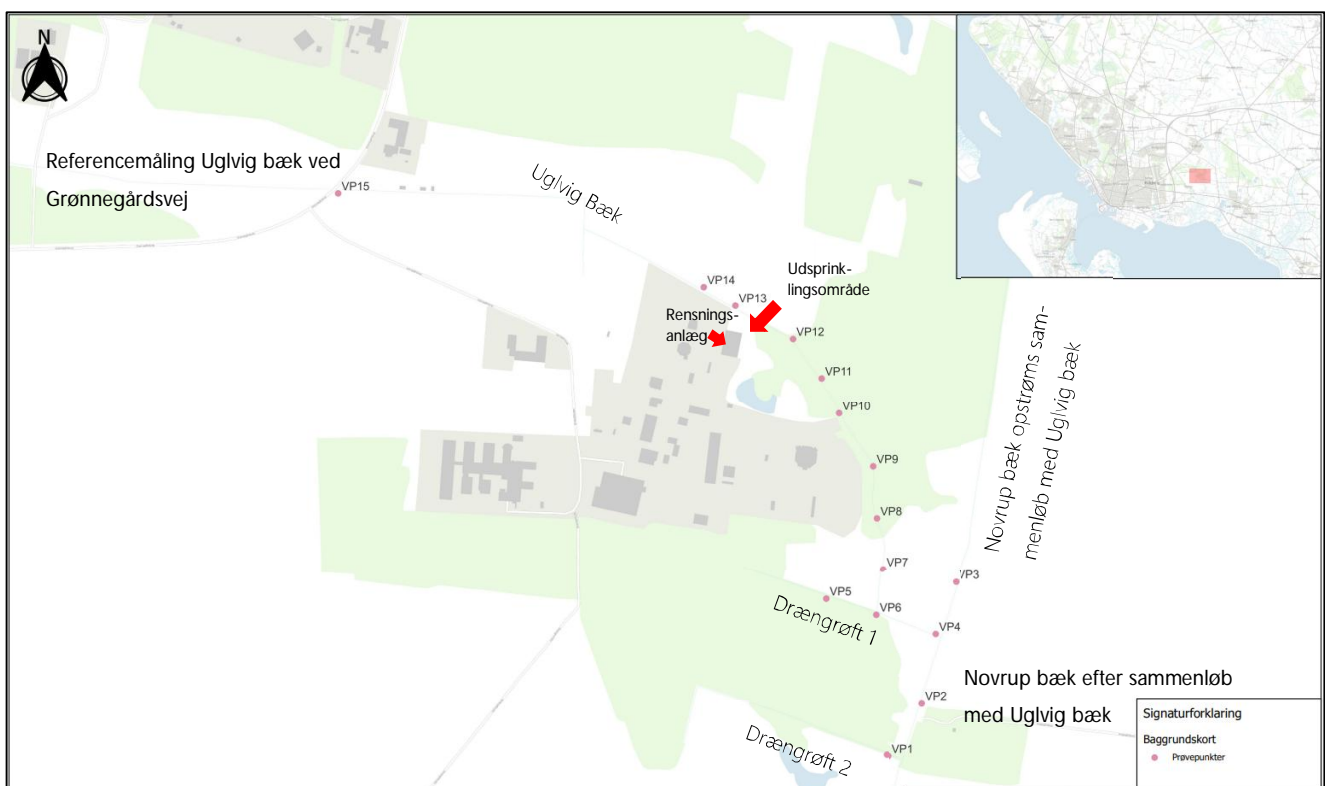 N
Referencemåling Uglvig bæk ved
Grønnegårdsvej
VP15
Uglvig Bæk
VP14
VP13
Udsprink-
lingsområde
Rensnings-
anlæg
VP12
VP11
VP10
VP9
VP8
VP7
Novrup bæk opstrøms sam-
menløb med Uglvig bæk
VP3
VP5
VP6
Drængrøft 1
VP4
Novrup bæk efter sammenløb
med Uglvig bæk
VP2
VP1
Drængrøft 2
Signaturforklaring
Baggrundskort
Prøvepunkter